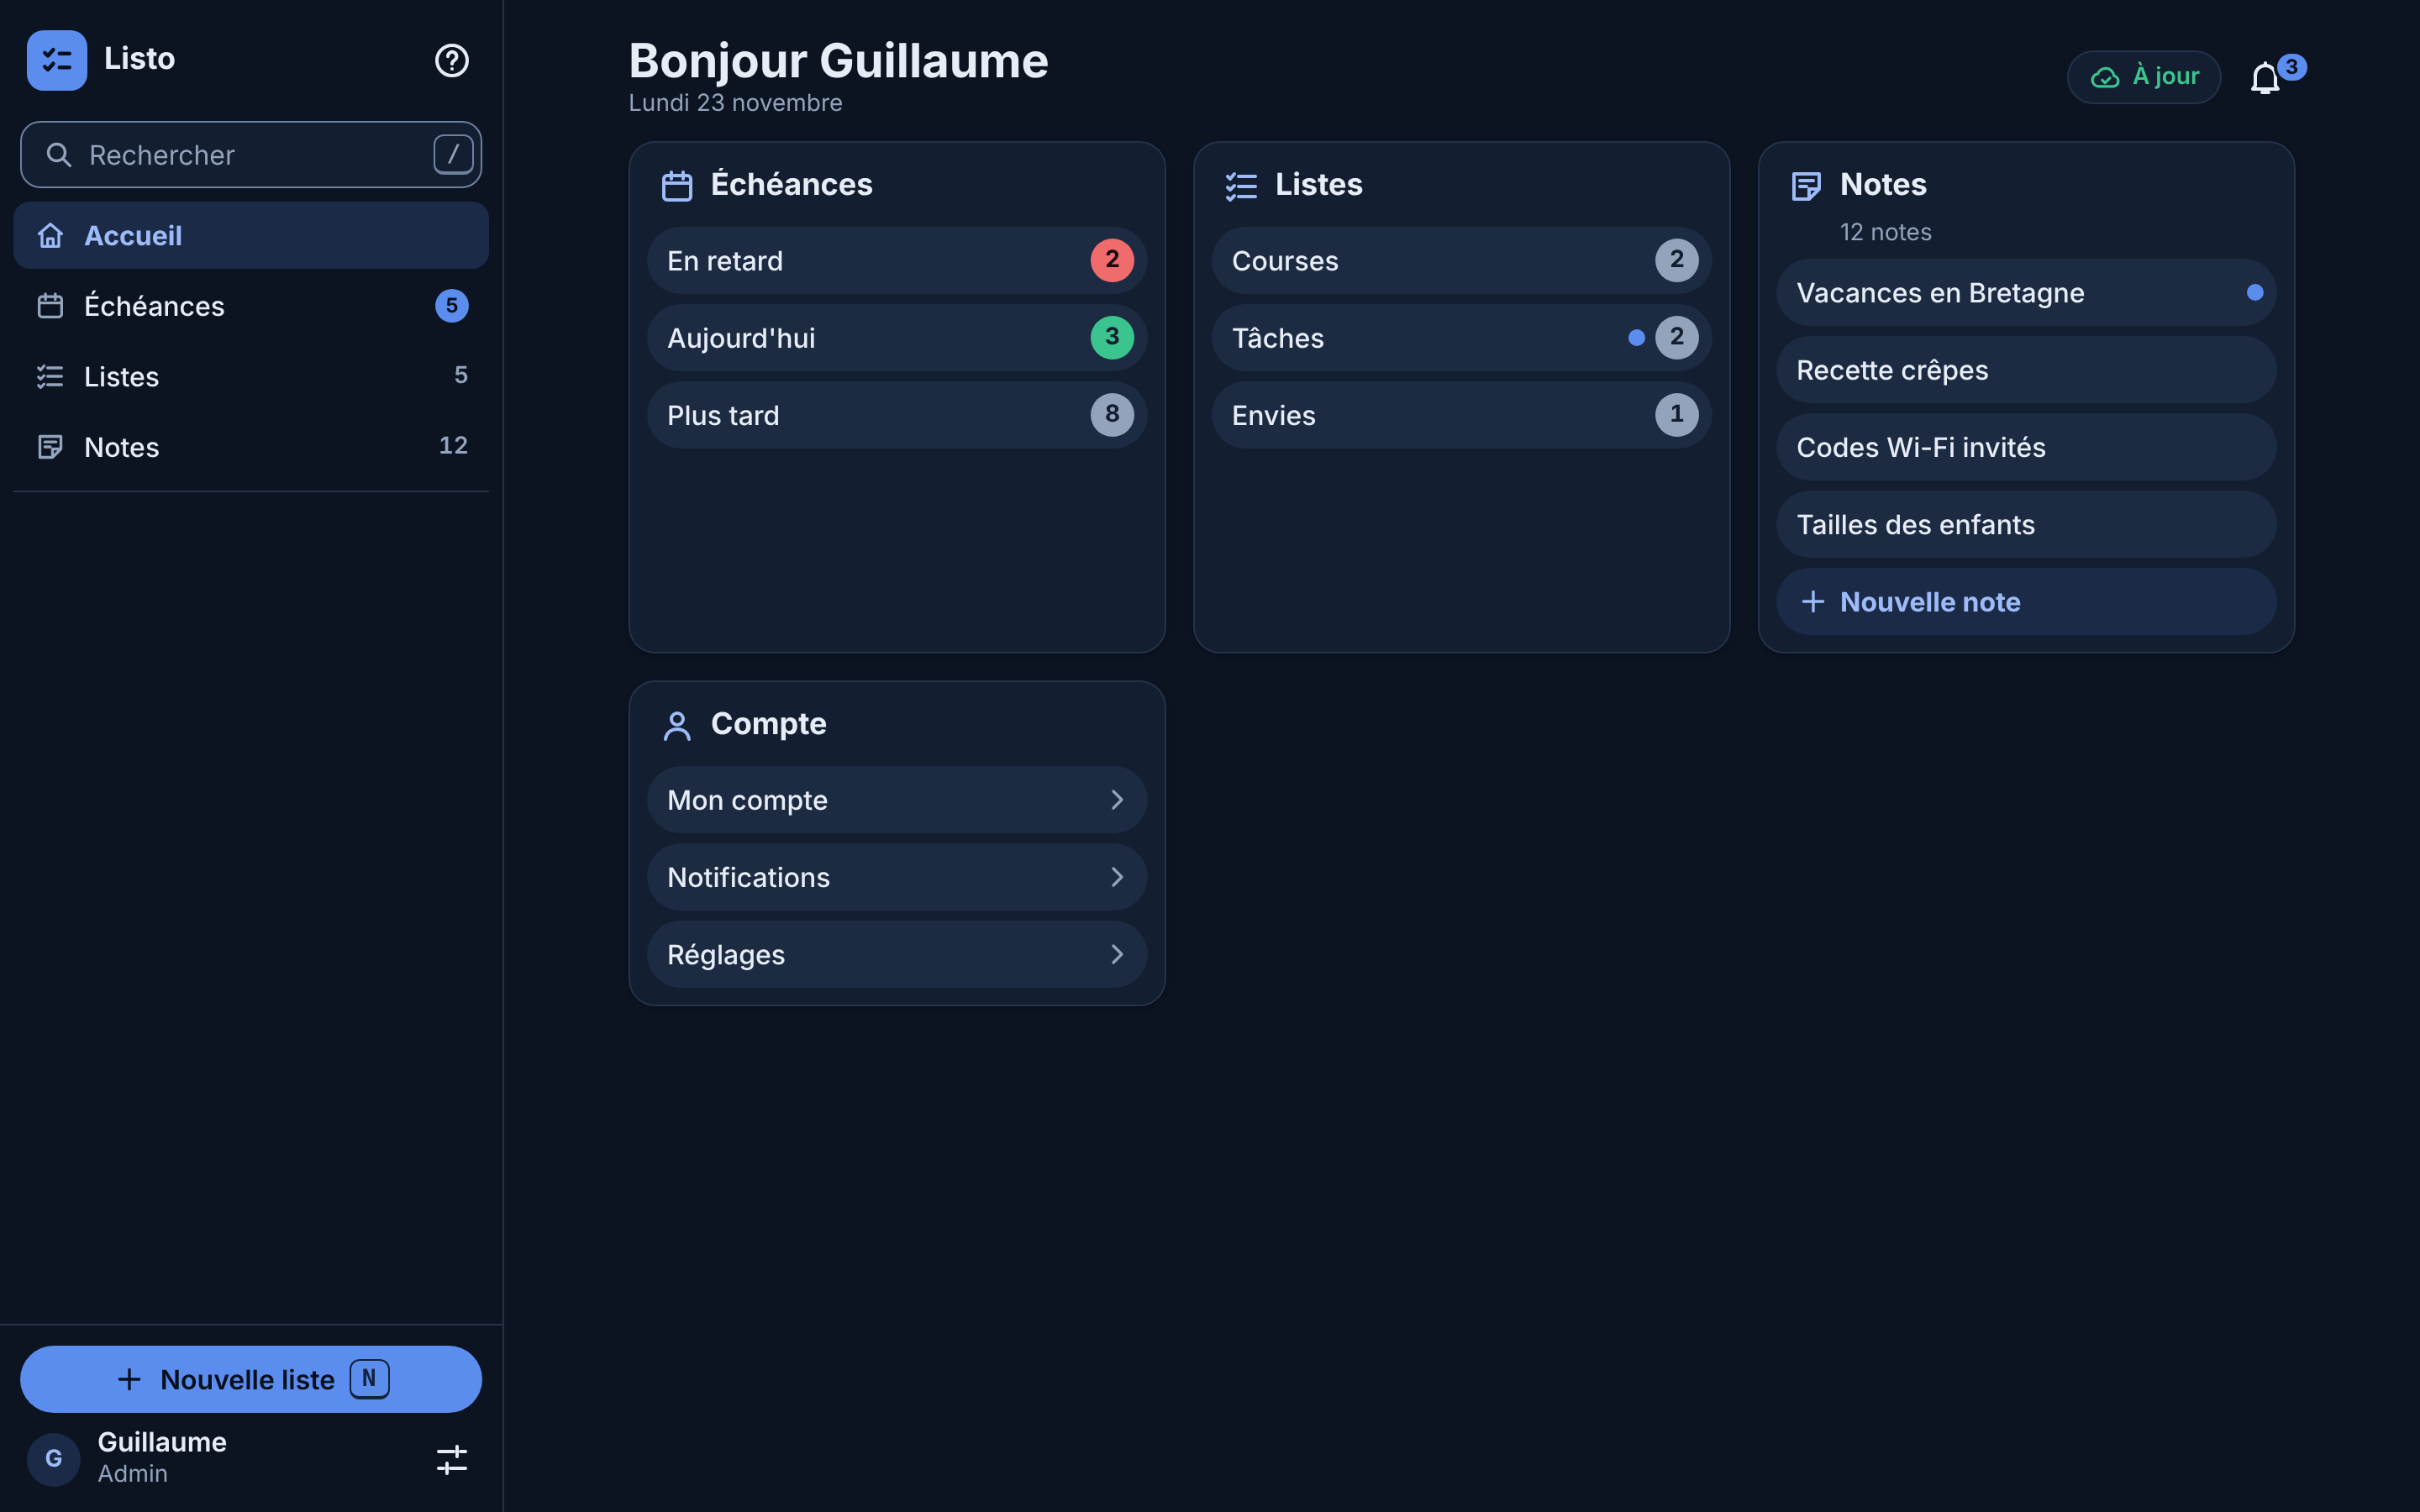 Listo
Rechercher /
Accueil
Échéances 5
Listes 5
Notes 12
Nouvelle liste N
G
Guillaume
Admin
Bonjour Guillaume
Lundi 23 novembre
À jour
3
Échéances
En retard 2
Aujourd'hui 3
Plus tard 8
Listes
Courses 2
Tâches 2
Envies 1
Notes
12 notes
Vacances en Bretagne
Recette crêpes
Codes Wi-Fi invités
Tailles des enfants
Nouvelle note
Compte
Mon compte
Notifications
Réglages